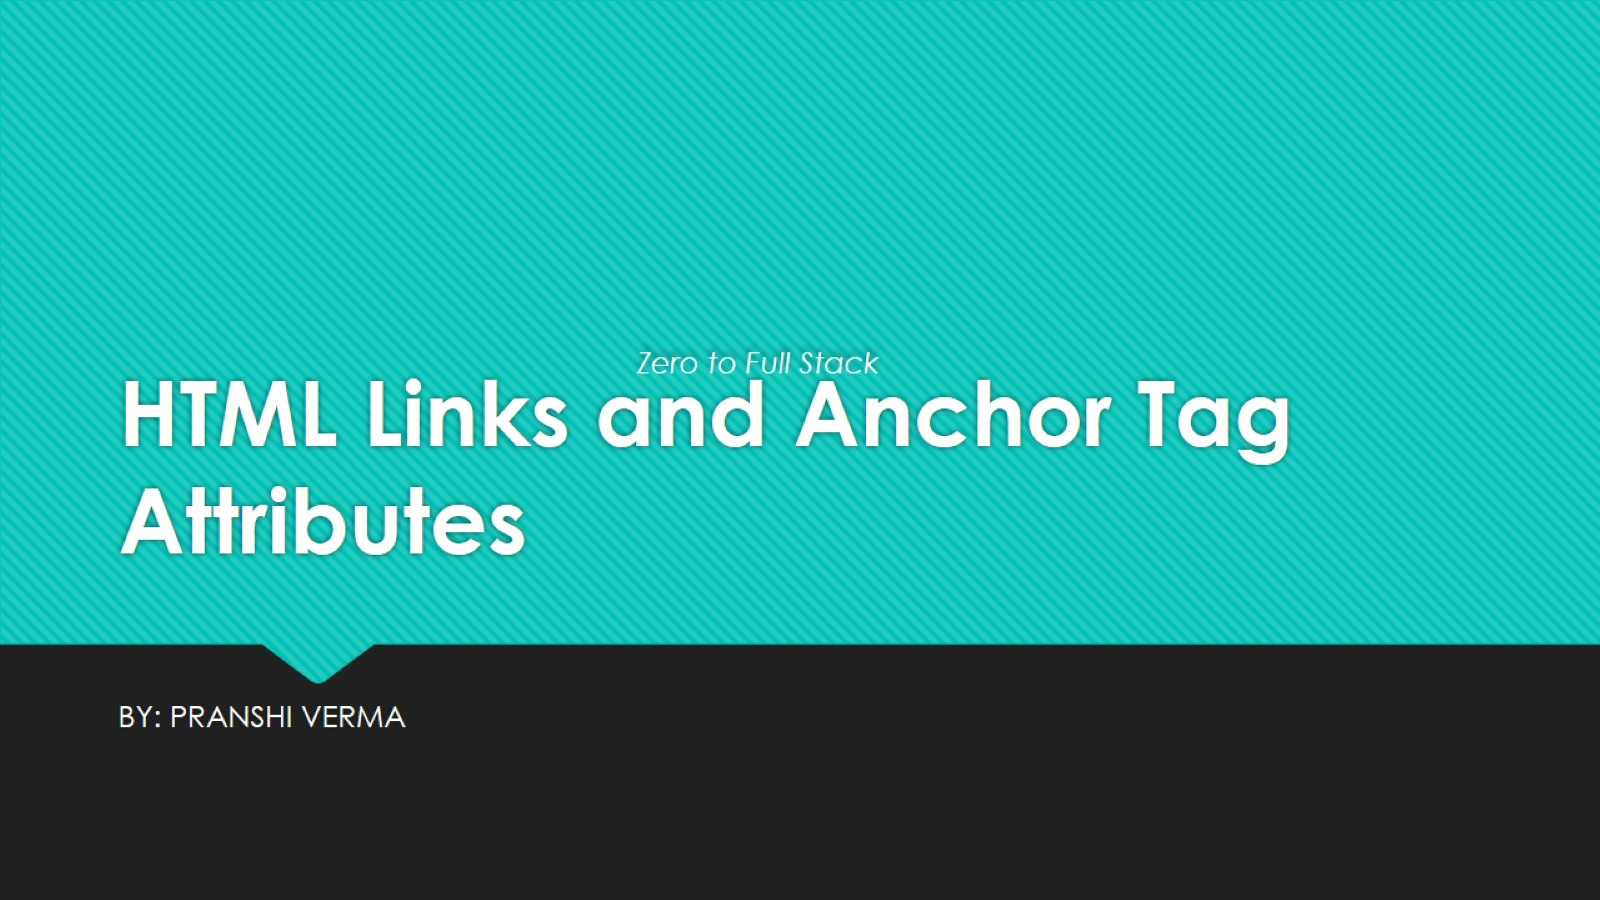 Zero to Full Stack
HTML Links and Anchor Tag
Attributes
BY: PRANSHI VERMA